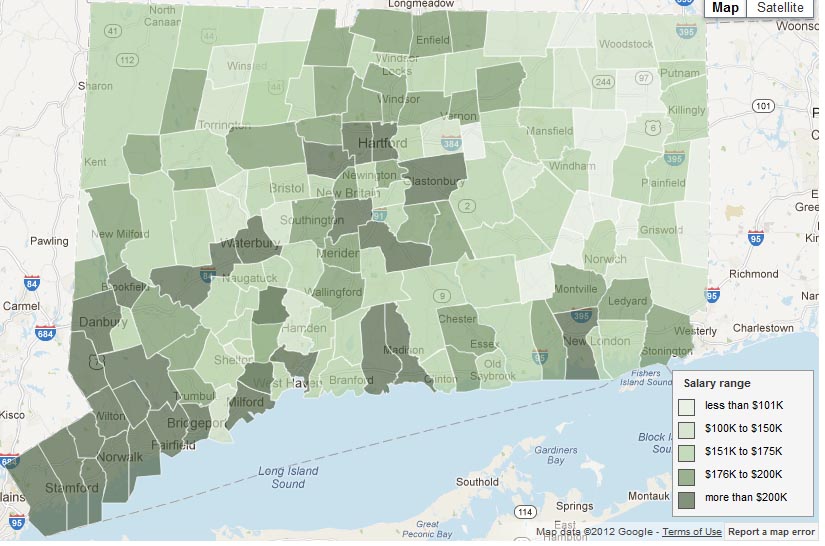 Longmeadow
Map
Satellite
North
Canaan
Enfield
Woodstock
395
Woonso
41
44
112
Winsted
Windsor
Locks
Putnam
Sharon
44
244
97
Windsor
Killingly
101
Torrington
Vernon
6
Hartford
384
Mansfield
395
Kent
Windham
Newington
Glastonbury
Plainfield
Bristol
New Britain
2
91
Southington
Griswold
Pawling
New Milford
Waterbury
95
Meriden
Norwich
84
84
Naugatuck
Richmond
Brookfield
Wallingford
Montville
Ledyard
95
Carmel
9
Danbury
Chester
395
684
Hamden
Westerly
Charlestown
7
Madison
Essex
New London
Shelton
95
Stonington
Old
Saybrook
West Haven
Branford
Clinton
Fishers
Island Sound
Trumbull
Milford
Salary range
Kisco
Wilton
Bridgeport
less than $101K
Fairfield
$100K to $150K
Norwalk
Gardiners
Bay
Block I
$151K to $175K
684
Long Island
Sound
$176K to $200K
lains
Stamford
Southold
more than $200K
Springs
Montauk
114
95
Great
Peconic Bay
East
Hampton
Map data ©2012 Google - Terms of Use
Report a map error